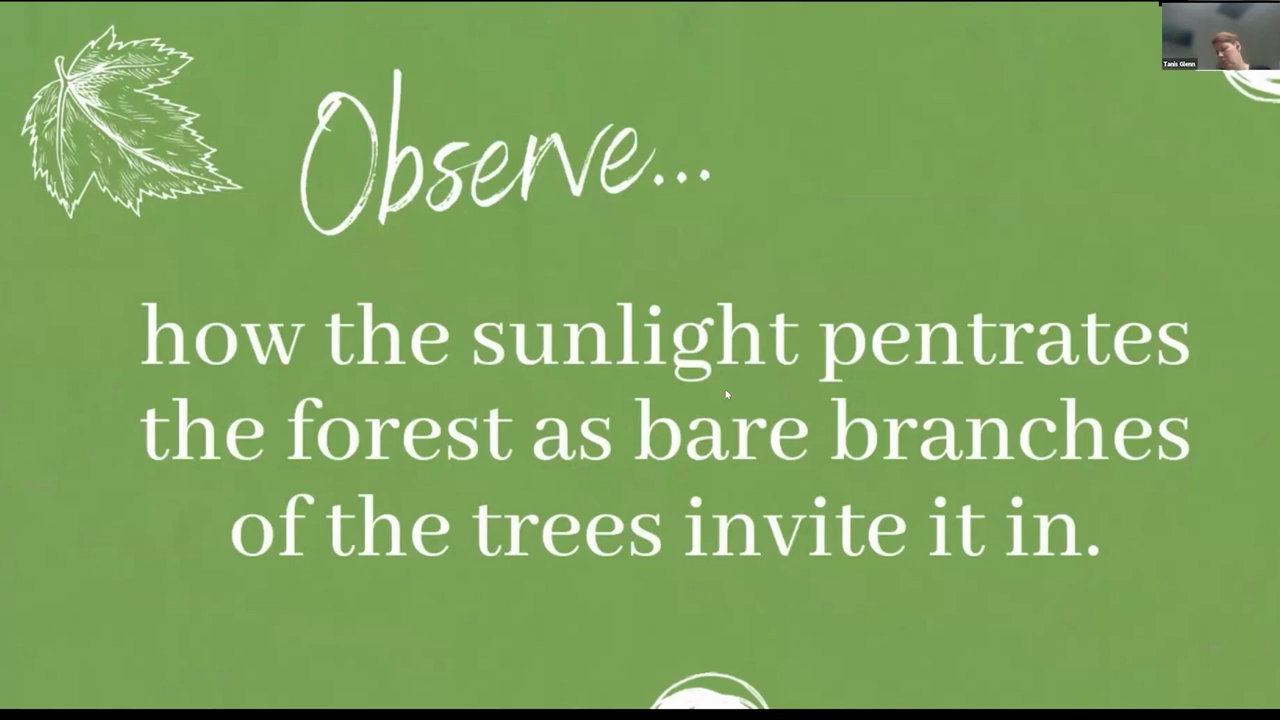 Tanis Glenn
Observe...
how the sunlight pentrates
the forest as bare branches
of the trees invite it in.